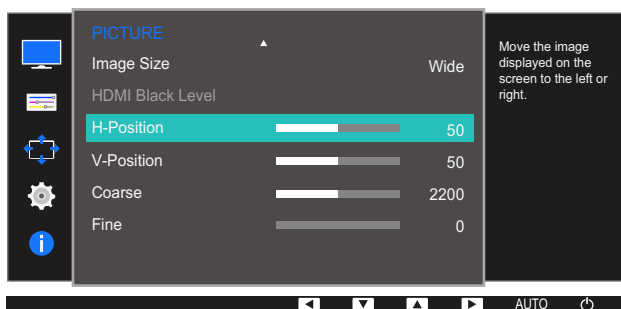 PICTURE
Image Size Wide
HDMI Black Level
H-Position 50
V-Position 50
Coarse 2200
Fine 0
Move the image
displayed on the
screen to the left or
right.
AUTO